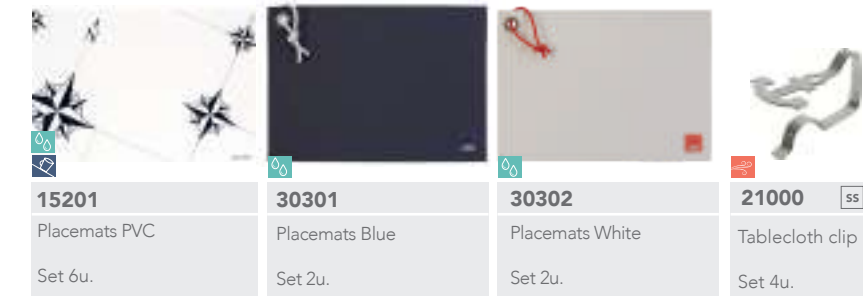 15201
Placemats PVC
Set 6u.
30301
Placemats Blue
Set 2u.
30302
Placemats White
Set 2u.
21000
SS
Tablecloth clip
Set 4u.